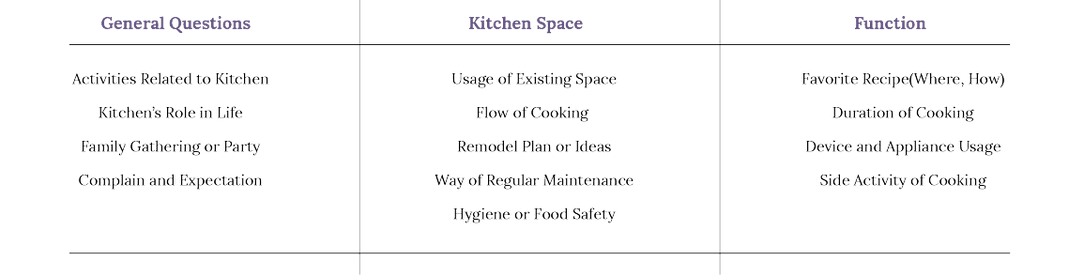 General Questions
Kitchen Space
Function
Activities Related to Kitchen
Usage of Existing Space
Favorite Recipe(Where, How)
Kitchen's Role in Life
Flow of Cooking
Duration of Cooking
Family Gathering or Party
Remodel Plan or Ideas
Device and Appliance Usage
Complain and Expectation
Way of Regular Maintenance
Side Activity of Cooking
Hygiene or Food Safety